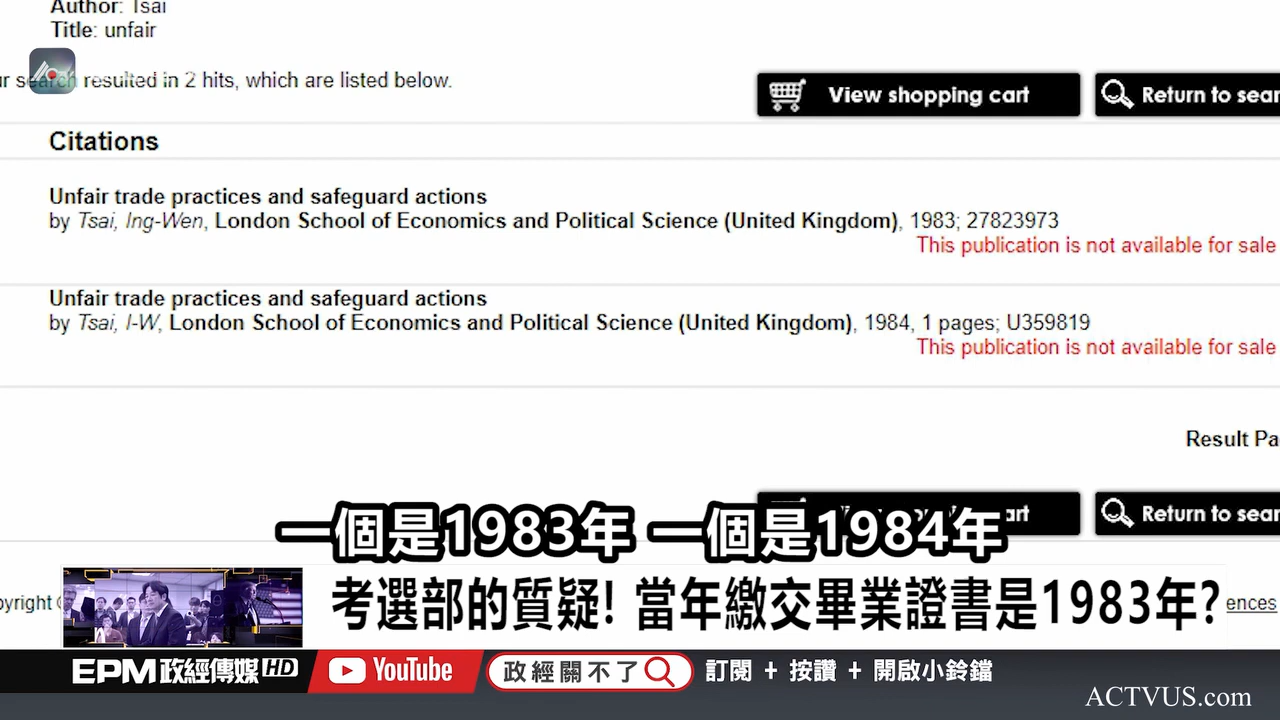 Author: Tsai
Title: unfair
ur search resulted in 2 hits, which are listed below.
View shopping cart
Return to sear
Citations
Unfair trade practices and safeguard actions
by Tsai, Ing-Wen, London School of Economics and Political Science (United Kingdom), 1983; 27823973
This publication is not available for sale
Unfair trade practices and safeguard actions
by Tsai, I-W, London School of Economics and Political Science (United Kingdom), 1984, 1 pages; U359819
This publication is not available for sale
Result Pa
Return to sear
一個是1983年 一個是1984年
考選部的質疑! 當年繳交畢業證書是1983年?
pyright
ences
EPM政經傳媒HD
YouTube
政經關不了
訂閱 + 按讚 + 開啟小鈴鐺
ACTVUS.com